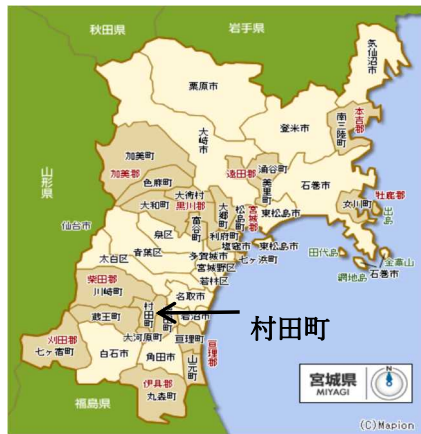 秋田県
岩手県
気仙沼市
栗原市
本吉郡
南三陸町
登米市
大崎市
加美町
加美郡
色麻町
遠田郡
涌谷町
美里町
石巻市
山形県
大衡村
大和町
黒川郡
大郷町
松島町
宮城郡
東松島市
女川町
牡鹿郡
出島
富谷町
利府町
仙台市
泉区
塩竈市
東松島市
田代島
金華山
青葉区
多賀城市
七ヶ浜町
網地島
石巻市
太白区
宮城野区
若林区
柴田郡
川崎町
名取市
村田町
岩沼市
蔵王町
村田町
刈田郡
七ヶ宿町
大河原町
亘理町
亘理郡
白石市
角田市
山元町
伊具郡
丸森町
福島県
宮城県
MIYAGI
(C)Mapion